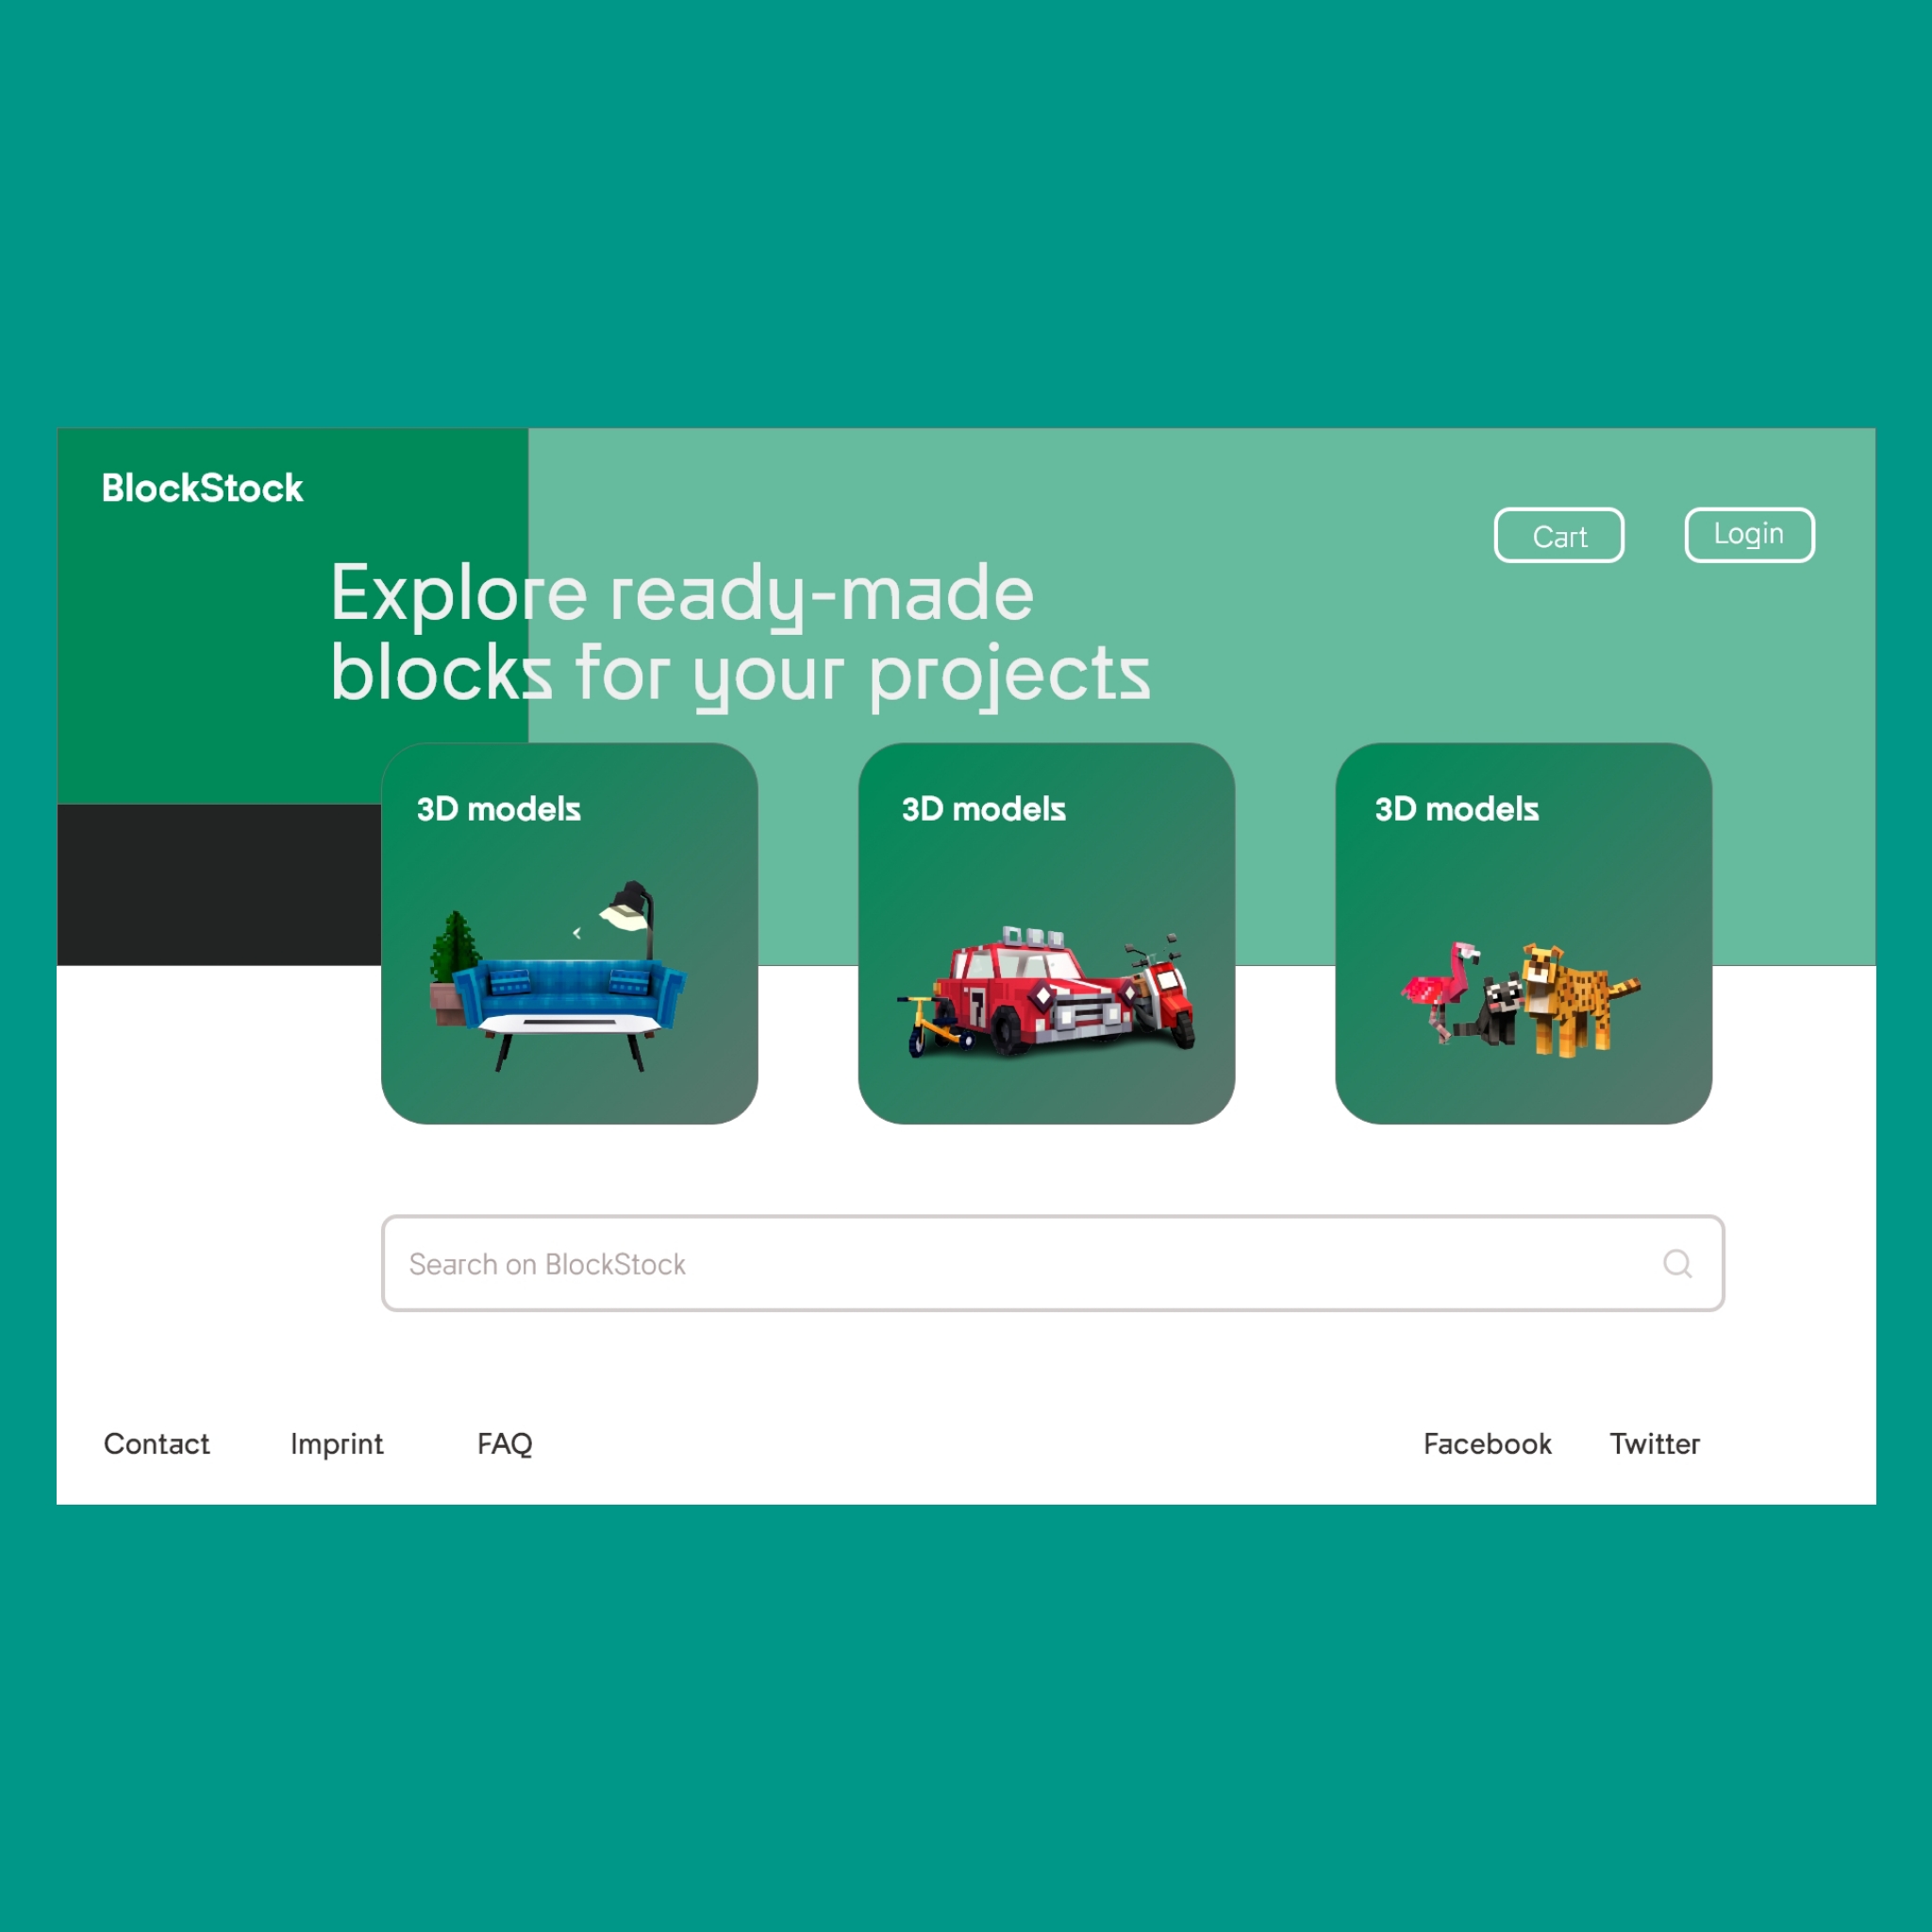 BlockStock
Cart
Login
Explore ready-made
blocks for your projects
3D models
3D models
3D models
7
Search on BlockStock
Contact
Imprint
FAQ
Facebook
Twitter